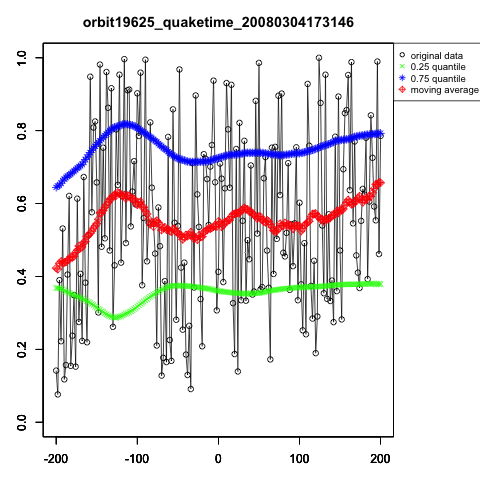 orbit19625_quaketime_20080304173146
original data
0.25 quantile
0.75 quantile
moving average
1.0
0.8
0.6
0.4
0.2
0.0
-200 -100 0 100 200